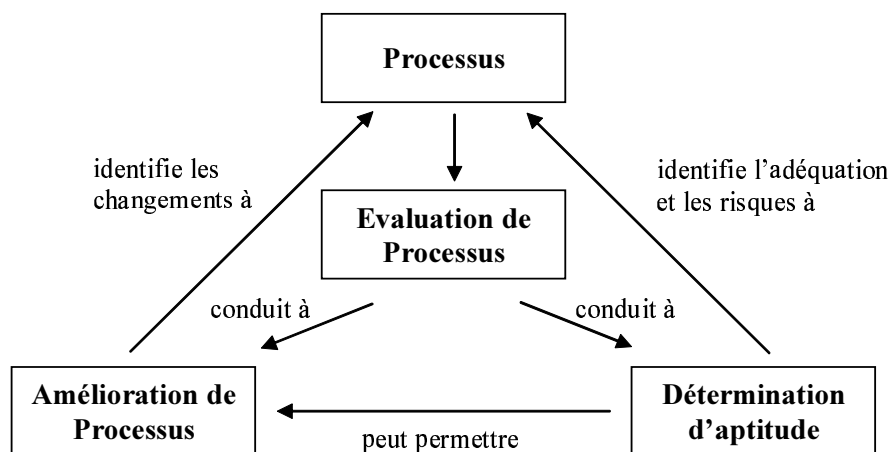 Processus
identifie les
changements à
identifie l’adéquation
et les risques à
Evaluation de
Processus
conduit à
conduit à
Amélioration de
Processus
Détermination
d’aptitude
peut permettre